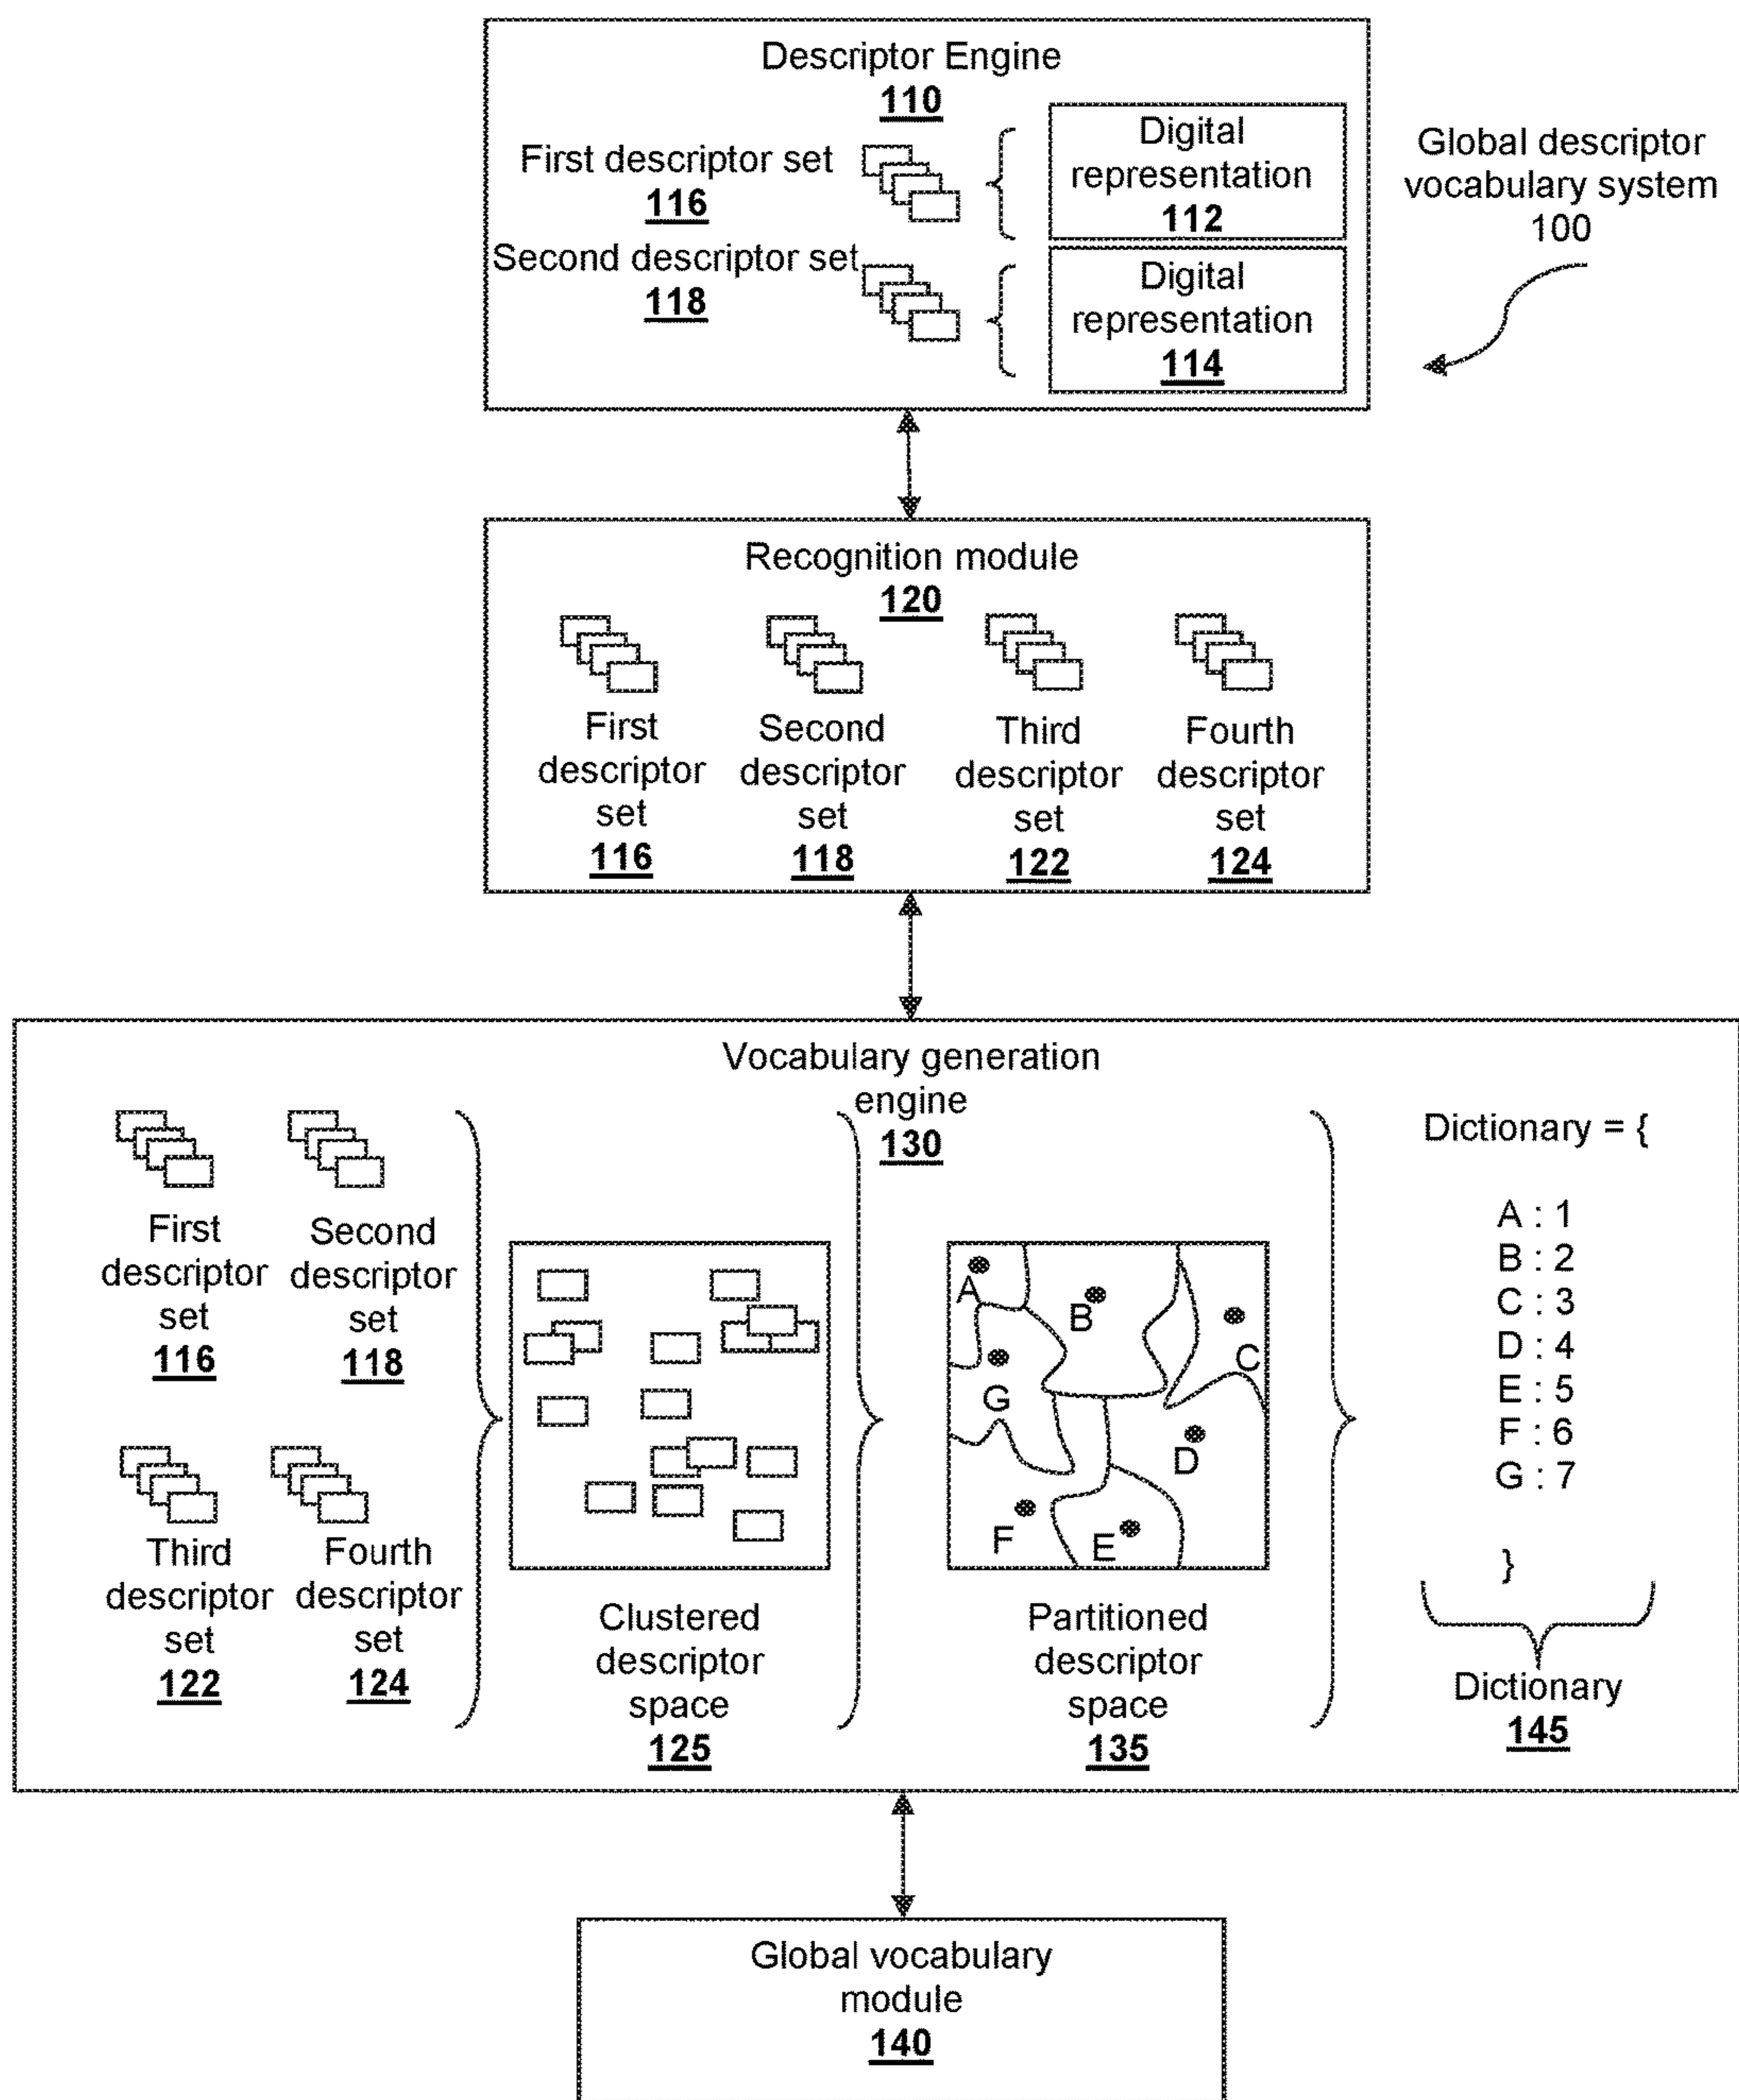 Descriptor Engine
110
First descriptor set
116
Digital
representation
112
Second descriptor set
118
Digital
representation
114
Global descriptor
vocabulary system
100
Recognition module
120
First
descriptor
set
116
Second
descriptor
set
118
Third
descriptor
set
122
Fourth
descriptor
set
124
Vocabulary generation
engine
130
First
descriptor
set
116
Second
descriptor
set
118
Third
descriptor
set
122
Fourth
descriptor
set
124
Clustered
descriptor
space
125
A
B
C
G
D
F
E
Partitioned
descriptor
space
135
Dictionary = {
A : 1
B : 2
C : 3
D : 4
E : 5
F : 6
G : 7
}
Dictionary
145
Global vocabulary
module
140